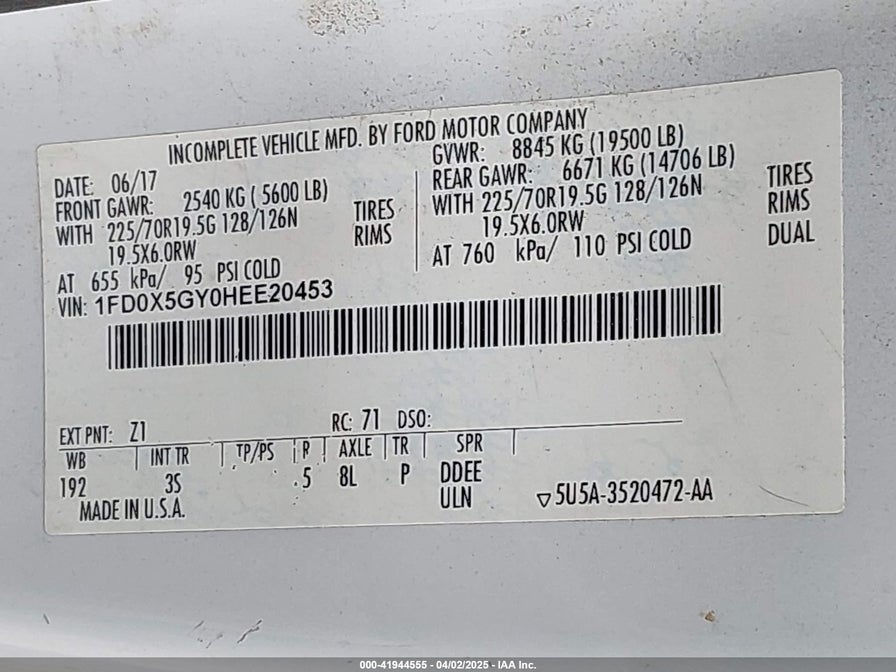 INCOMPLETE VEHICLE MFD. BY FORD MOTOR COMPANY
DATE: 06/17
FRONT GAWR: 2540 KG ( 5600 LB)
WITH 225/70R19.5G 128/126N TIRES
19.5X6.0RW RIMS
AT 655 kPa/ 95 PSI COLD
GVWR: 8845 KG (19500 LB)
REAR GAWR: 6671 KG (14706 LB)
WITH 225/70R19.5G 128/126N TIRES
19.5X6.0RW RIMS
AT 760 kPa/ 110 PSI COLD DUAL
VIN: 1FD0X5GY0HEE20453
EXT PNT: Z1 RC: 71 DSO:
WB INT TR TP/PS R AXLE TR SPR
192 3S .5 8L P DDEE
ULN
MADE IN U.S.A.
▽5U5A-3520472-AA
000-41944555 - 04/02/2025 - IAA Inc.